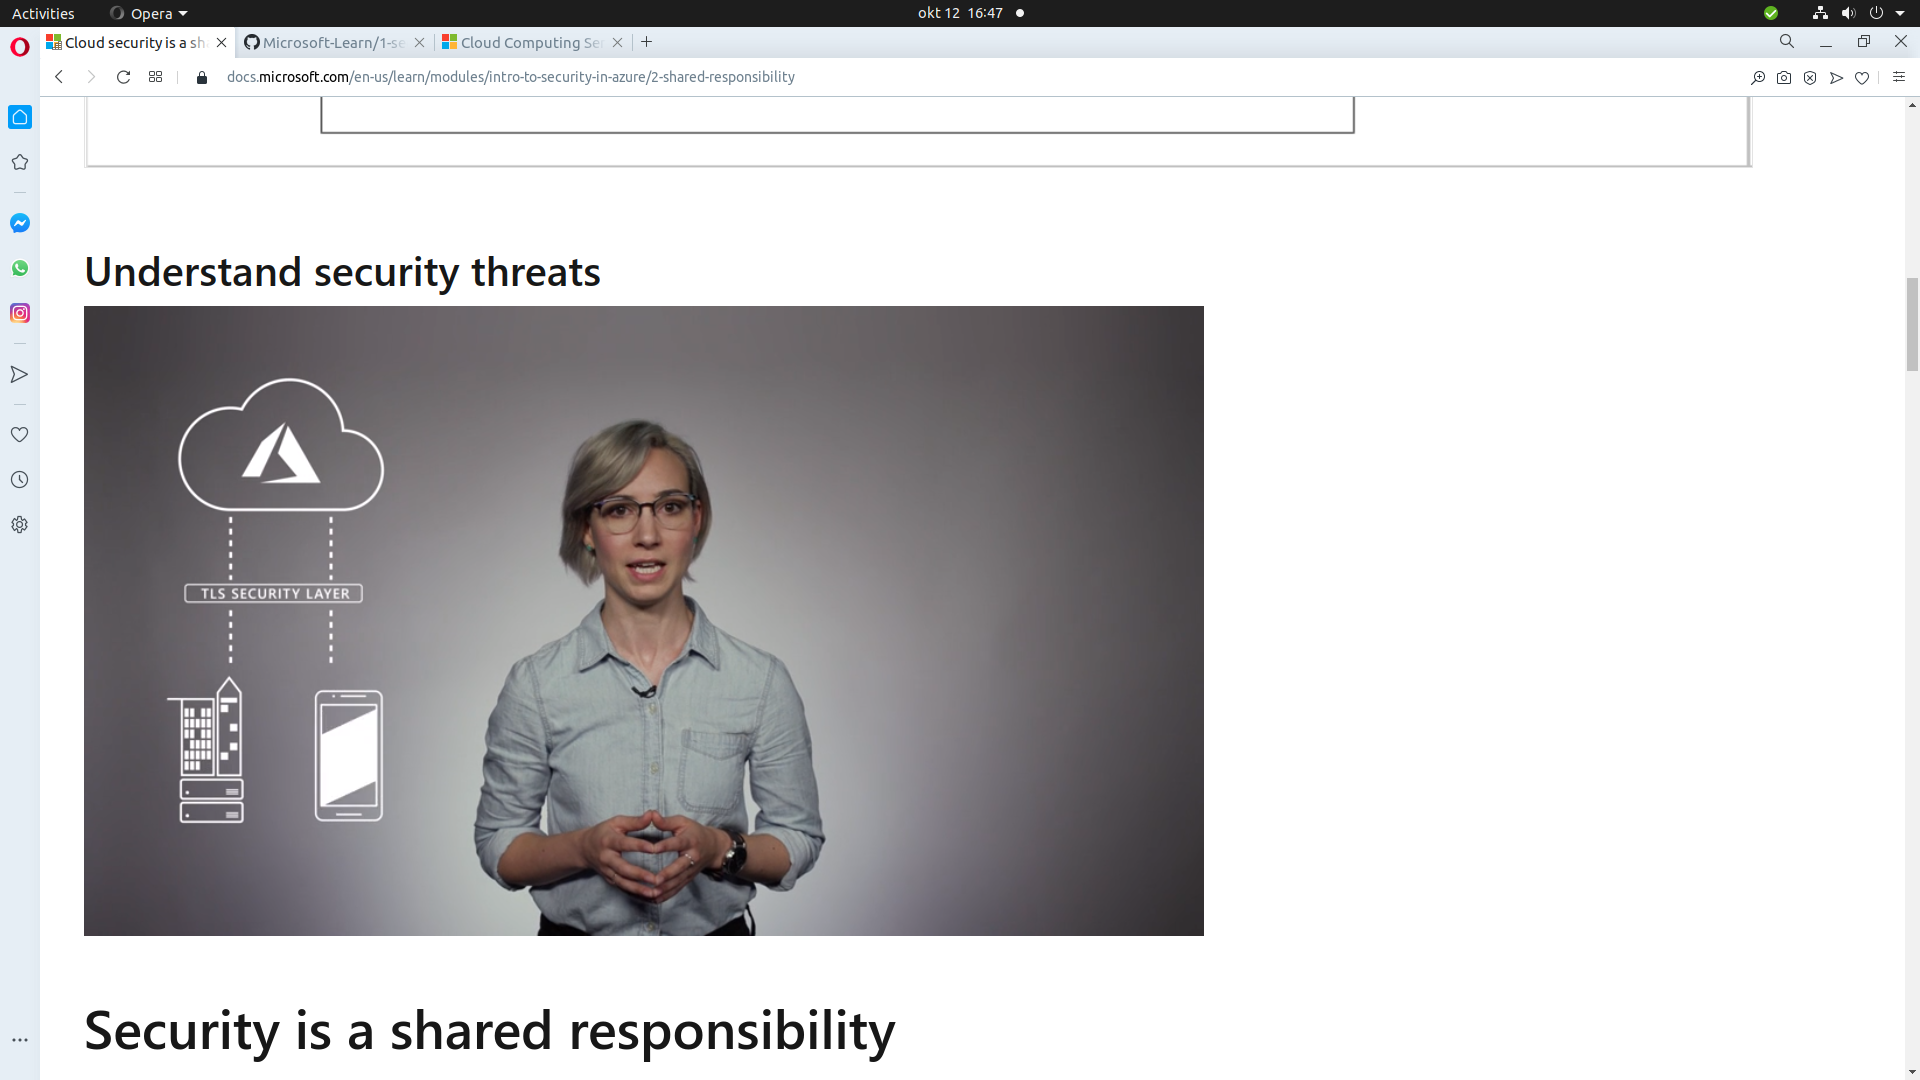 Activities
Opera
okt 12 16:47
Cloud security is a sh
Microsoft-Learn/1-se
Cloud Computing Ser
docs.microsoft.com/en-us/learn/modules/intro-to-security-in-azure/2-shared-responsibility
Understand security threats
TLS SECURITY LAYER
Security is a shared responsibility